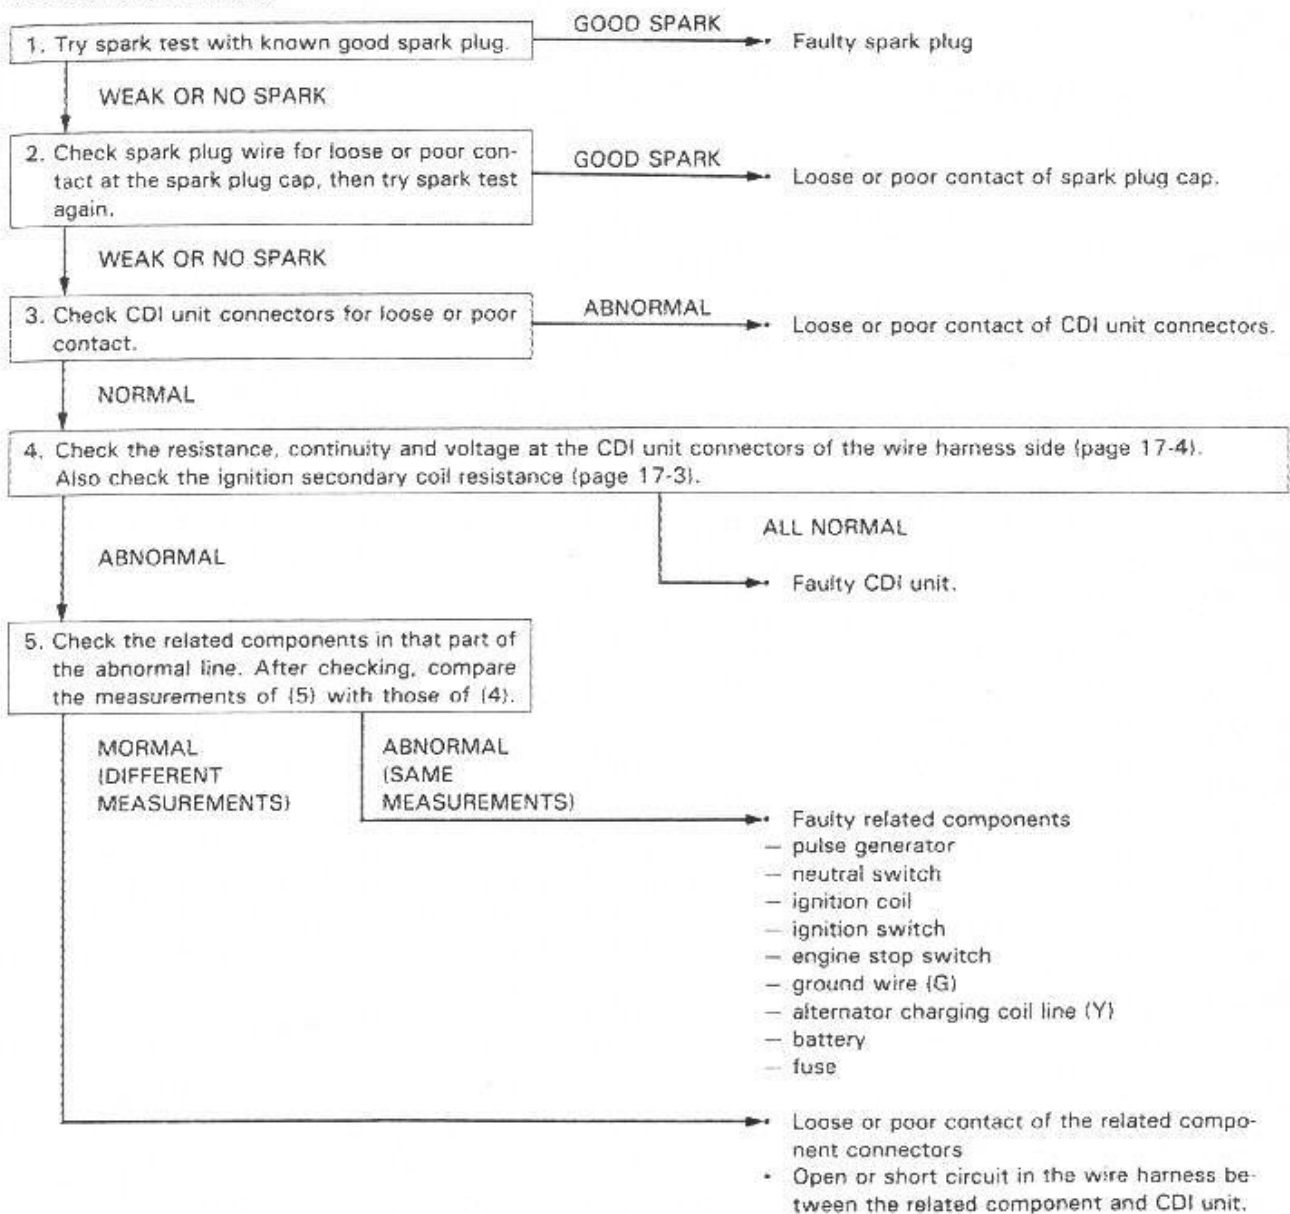 GOOD SPARK
1. Try spark test with known good spark plug.
• Faulty spark plug
WEAK OR NO SPARK
2. Check spark plug wire for loose or poor con-
tact at the spark plug cap, then try spark test
again.
GOOD SPARK
• Loose or poor contact of spark plug cap.
WEAK OR NO SPARK
3. Check CDI unit connectors for loose or poor
contact.
ABNORMAL
• Loose or poor contact of CDI unit connectors.
NORMAL
4. Check the resistance, continuity and voltage at the CDI unit connectors of the wire harness side (page 17-4).
Also check the ignition secondary coil resistance (page 17-3).
ALL NORMAL
ABNORMAL
• Faulty CDI unit.
5. Check the related components in that part of
the abnormal line. After checking, compare
the measurements of (5) with those of (4).
MORMAL
(DIFFERENT
MEASUREMENTS)
ABNORMAL
(SAME
MEASUREMENTS)
• Faulty related components
— pulse generator
— neutral switch
— ignition coil
— ignition switch
— engine stop switch
— ground wire (G)
— alternator charging coil line (Y)
— battery
— fuse
• Loose or poor contact of the related compo-
nent connectors
• Open or short circuit in the wire harness be-
tween the related component and CDI unit.